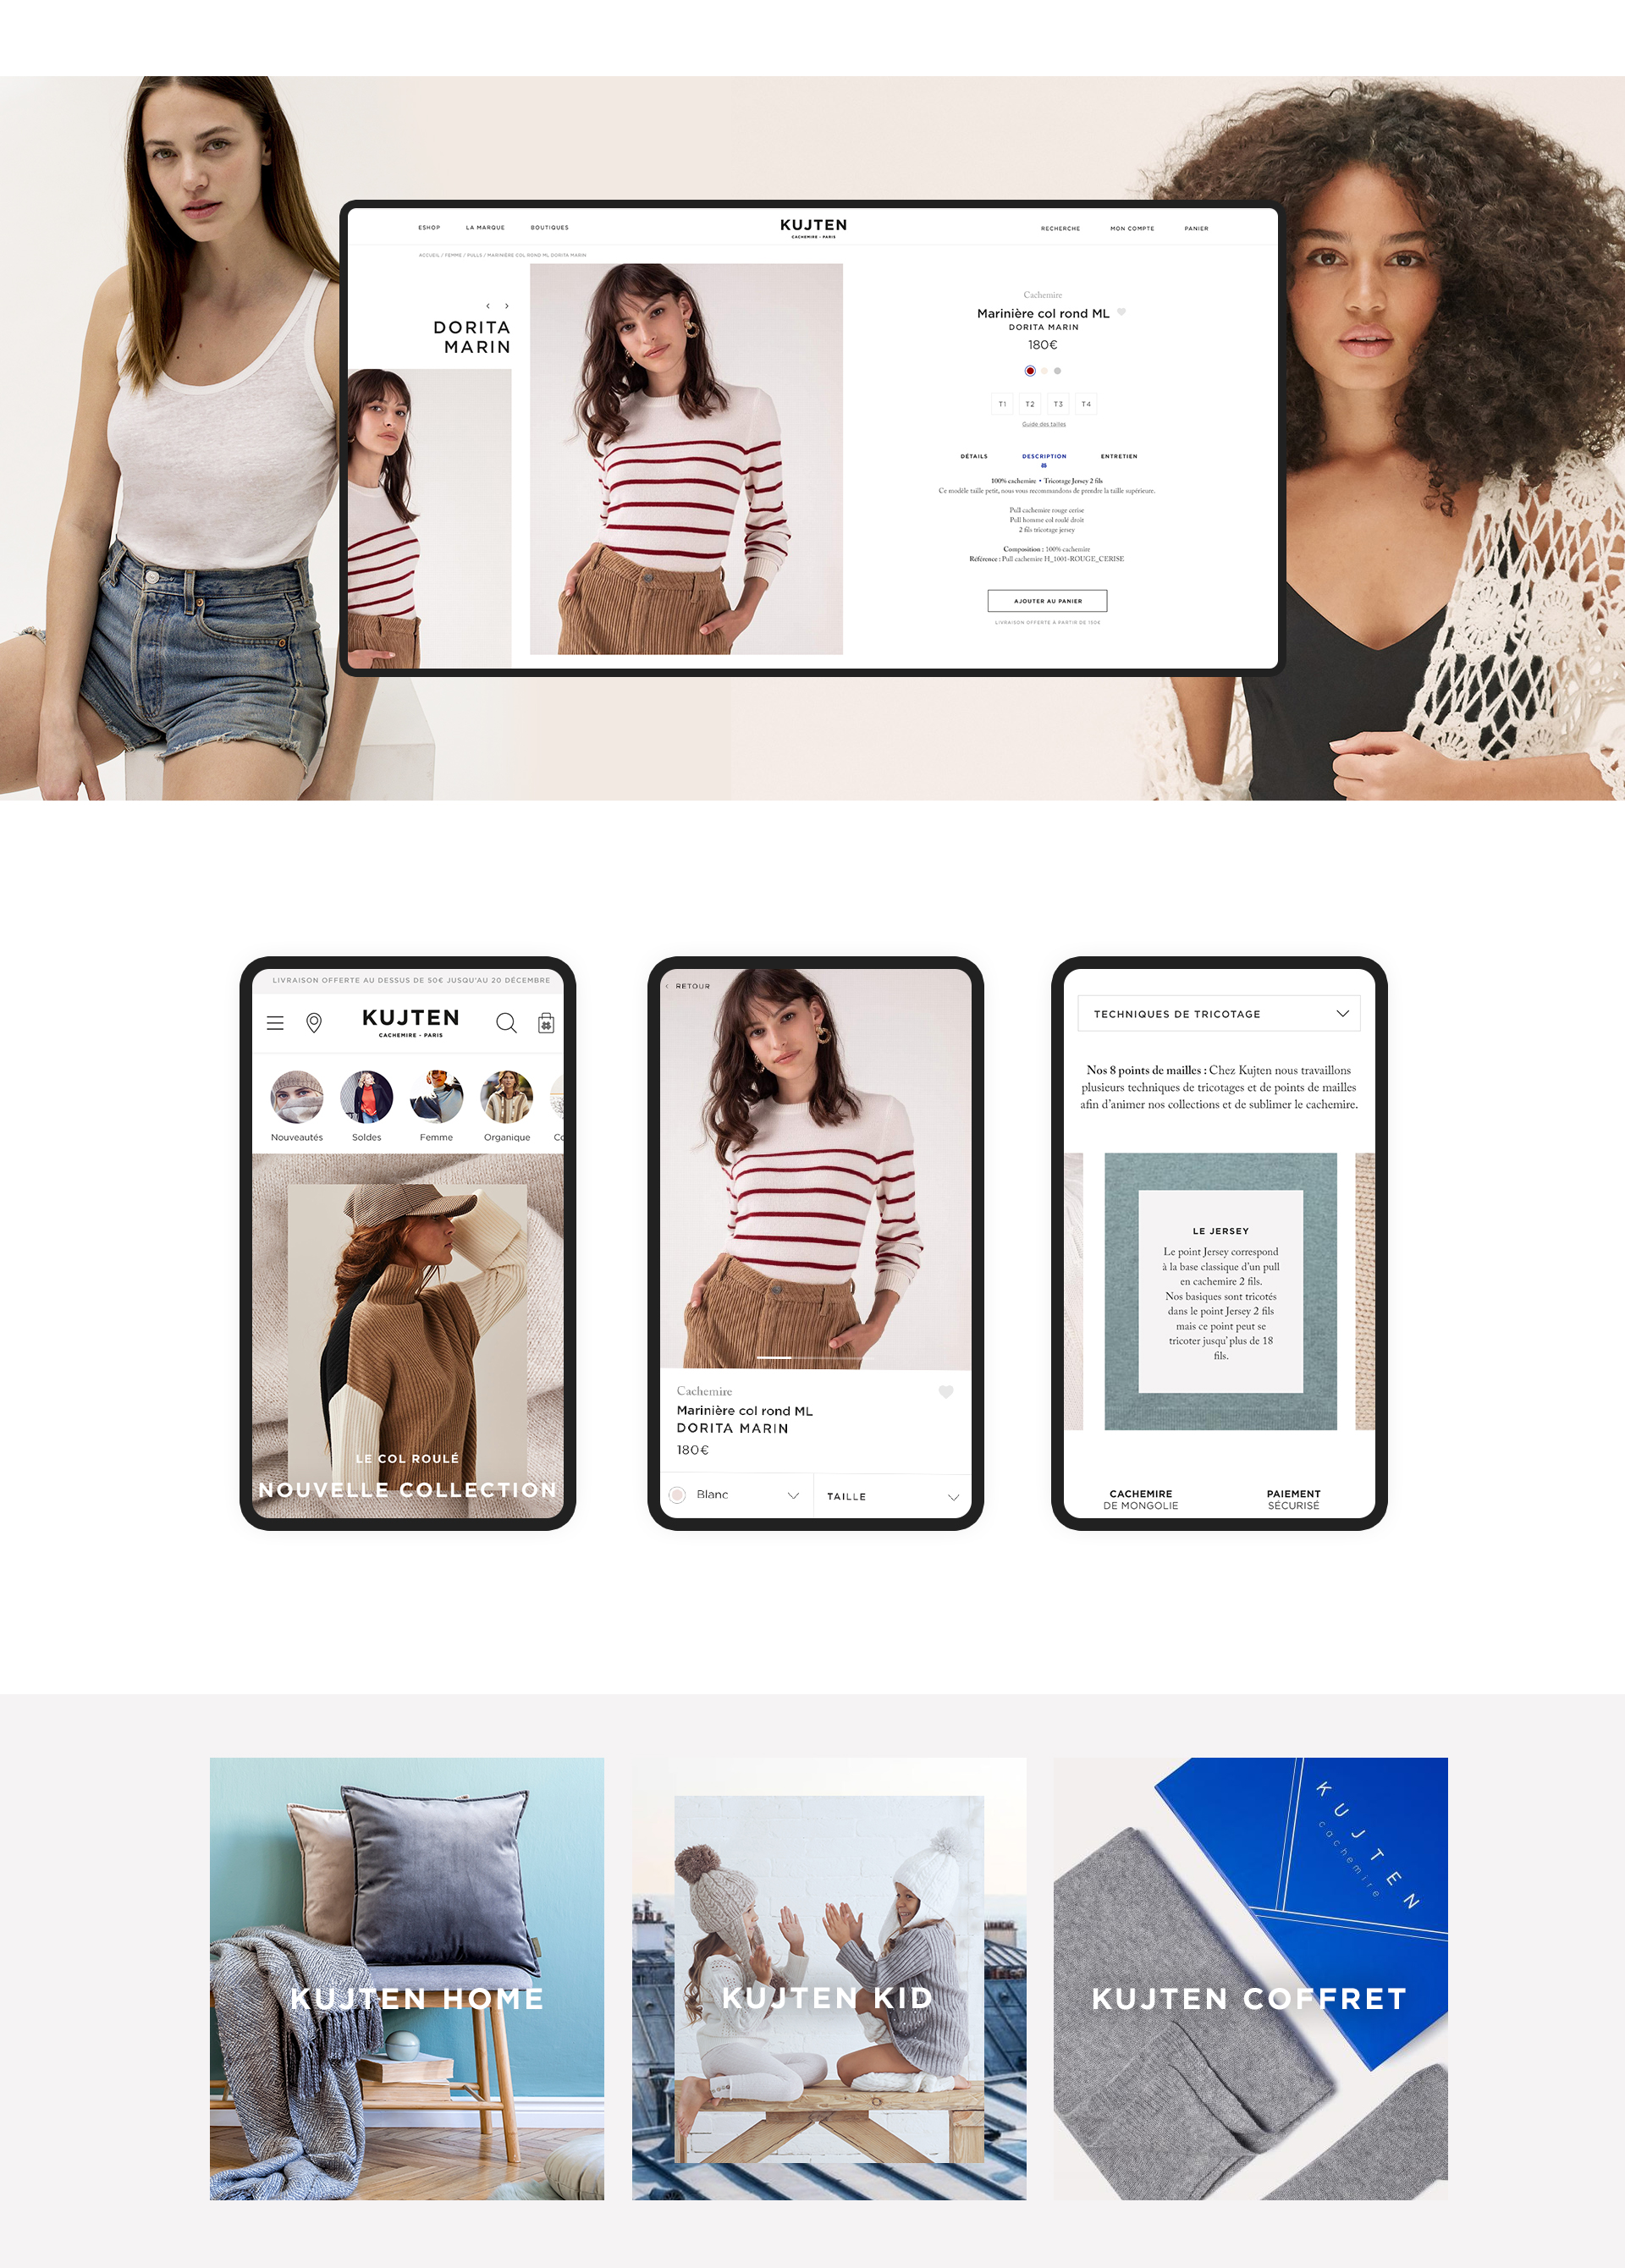 ESHOP LA MARQUE BOUTIQUES
KUJTEN
CACHEMIRE - PARIS
RECHERCHE MON COMPTE PANIER
ACCUEIL / FEMME / PULLS / MARINIÈRE COL ROND ML DORITA MARIN
‹ ›
DORITA
MARIN
Cachemire
Marinière col rond ML
DORITA MARIN
180€
T1 T2 T3 T4
Guide des tailles
DÉTAILS DESCRIPTION ENTRETIEN
100% cachemire • Tricotage Jersey 2 fils
Ce modèle taille petit, nous vous recommandons de prendre la taille supérieure.
Pull cachemire rouge cerise
Pull homme col roulé droit
2 fils tricotage jersey
Composition : 100% cachemire
Référence : Pull cachemire H_1001-ROUGE_CERISE
AJOUTER AU PANIER
LIVRAISON OFFERTE À PARTIR DE 150€
LIVRAISON OFFERTE AU DESSUS DE 50€ JUSQU'AU 20 DÉCEMBRE
KUJTEN
CACHEMIRE - PARIS
Nouveautés Soldes Femme Organique Co
LE COL ROULÉ
NOUVELLE COLLECTION
‹ RETOUR
Cachemire
Marinière col rond ML
DORITA MARIN
180€
Blanc TAILLE
TECHNIQUES DE TRICOTAGE
Nos 8 points de mailles : Chez Kujten nous travaillons
plusieurs techniques de tricotages et de points de mailles
afin d'animer nos collections et de sublimer le cachemire.
LE JERSEY
Le point Jersey correspond
à la base classique d'un pull
en cachemire 2 fils.
Nos basiques sont tricotés
dans le point Jersey 2 fils
mais ce point peut se
tricoter jusqu' plus de 18
fils.
CACHEMIRE
DE MONGOLIE
PAIEMENT
SÉCURISÉ
KUJTEN HOME
KUJTEN KID
KUJTEN
cachemire
KUJTEN COFFRET